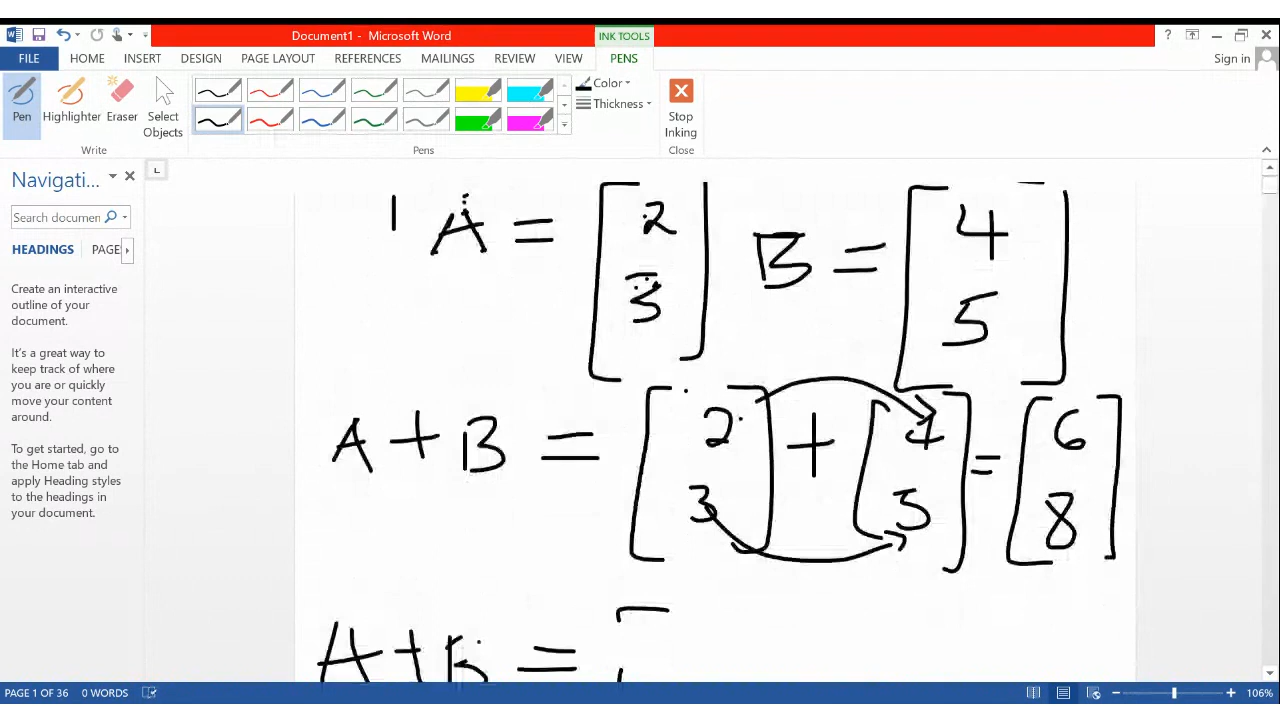 Document1 - Microsoft Word
INK TOOLS
?
FILE HOME INSERT DESIGN PAGE LAYOUT REFERENCES MAILINGS REVIEW VIEW PENS
Sign in
Pen Highlighter Eraser Select Objects
Color
Thickness
Stop Inking
Write Pens Close
Navigati...
Search documen
HEADINGS PAGE
Create an interactive
outline of your
document.
It's a great way to
keep track of where
you are or quickly
move your content
around.
To get started, go to
the Home tab and
apply Heading styles
to the headings in
your document.
A = [2 3] B = [4 5]
A + B = [2 3] + [4 5] = [6 8]
A + B = [
PAGE 1 OF 36 0 WORDS
106%